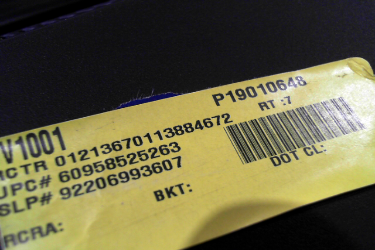 P19010648
RT :7
V1001
CTR 01213670113884672
UPC# 60958525263
SLP# 92206993607
DOT CL:
BKT:
RCRA: